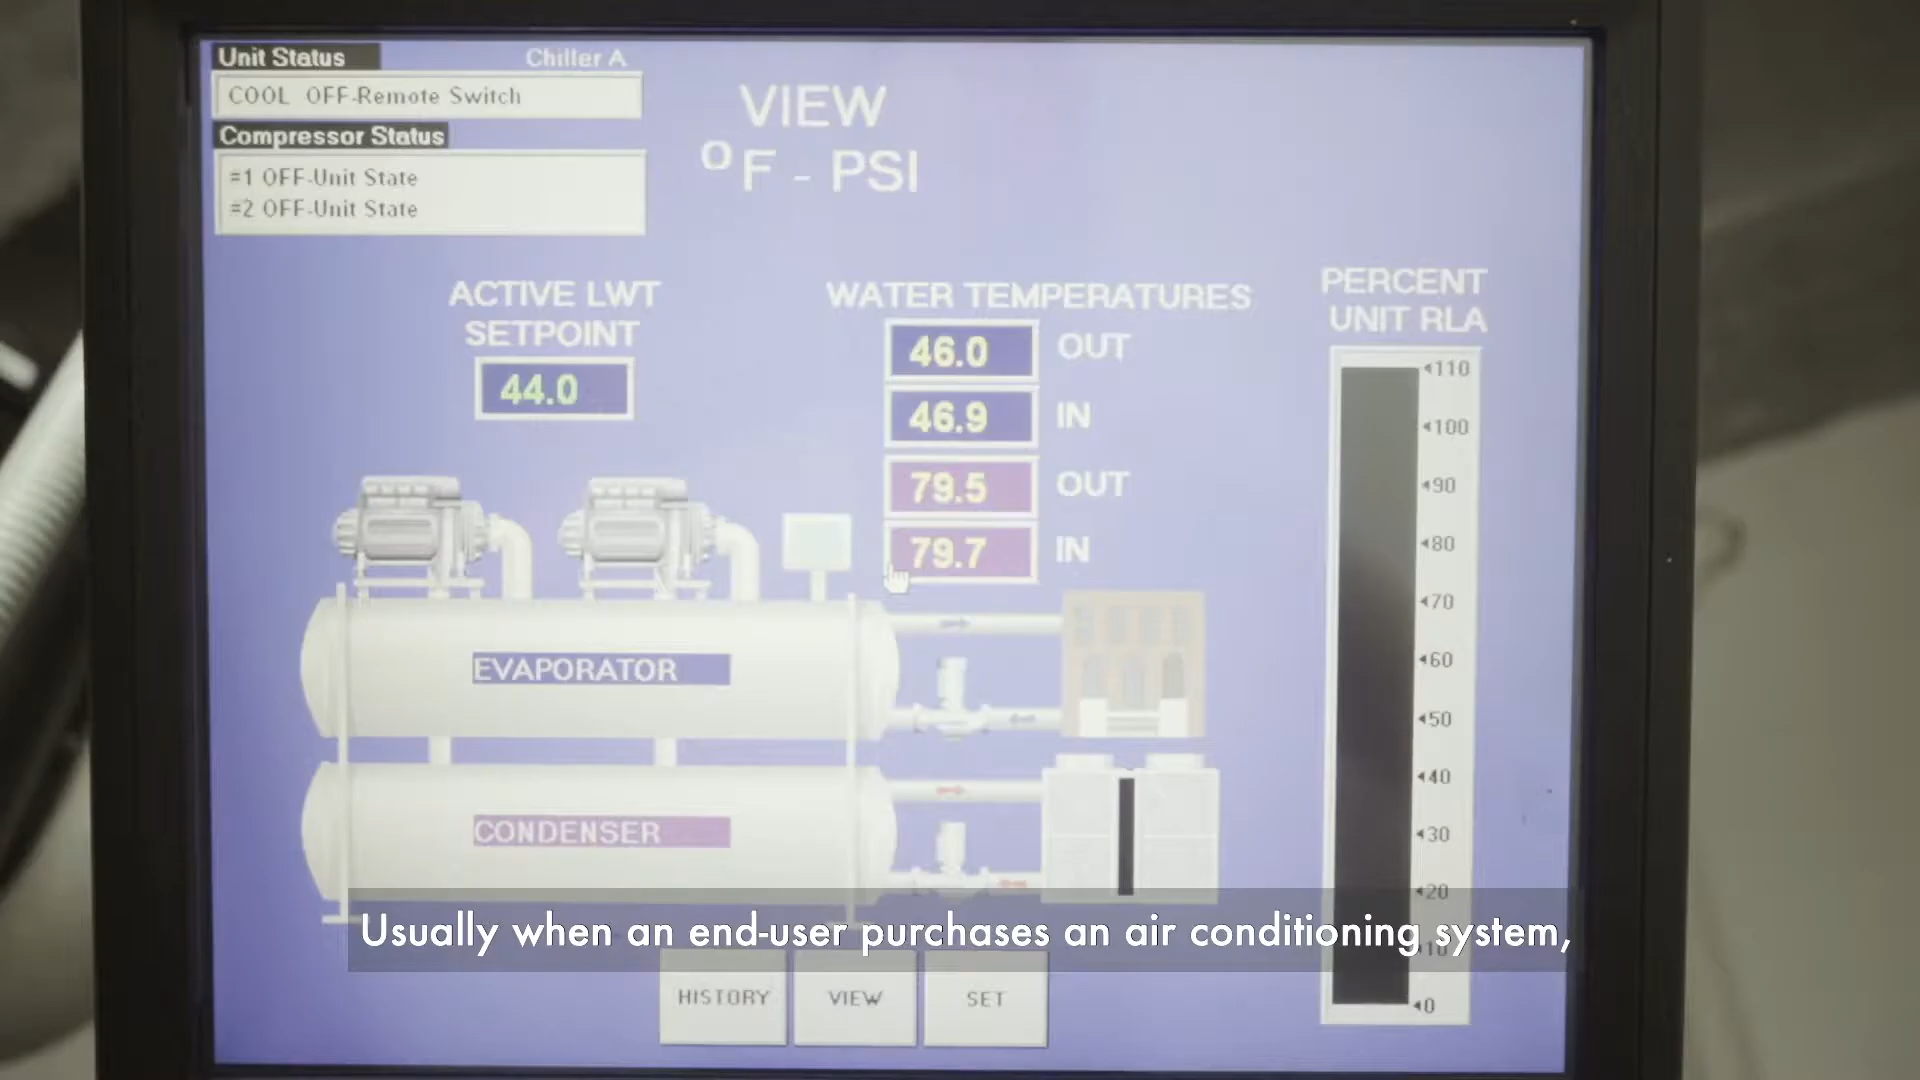 Unit Status
Chiller A
COOL OFF-Remote Switch
Compressor Status
=1 OFF-Unit State
=2 OFF-Unit State
VIEW
°F - PSI
ACTIVE LWT
SETPOINT
44.0
WATER TEMPERATURES
46.0 OUT
46.9 IN
79.5 OUT
79.7 IN
PERCENT
UNIT RLA
110
100
90
80
70
60
50
40
30
20
10
0
EVAPORATOR
CONDENSER
Usually when an end-user purchases an air conditioning system,
HISTORY
VIEW
SET